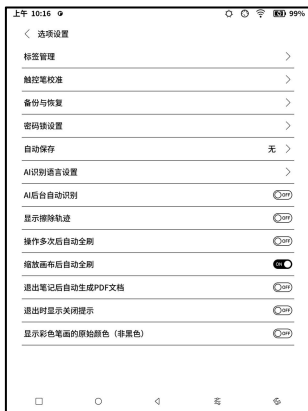 上午 10:16
99%
选项设置
标签管理
触控笔校准
备份与恢复
密码锁设置
自动保存 无
AI识别语言设置
AI后台自动识别 OFF
显示擦除轨迹 OFF
操作多次后自动全刷 OFF
缩放画布后自动全刷 ON
退出笔记后自动生成PDF文档 OFF
退出时显示关闭提示 OFF
显示彩色笔画的原始颜色（非黑色） OFF